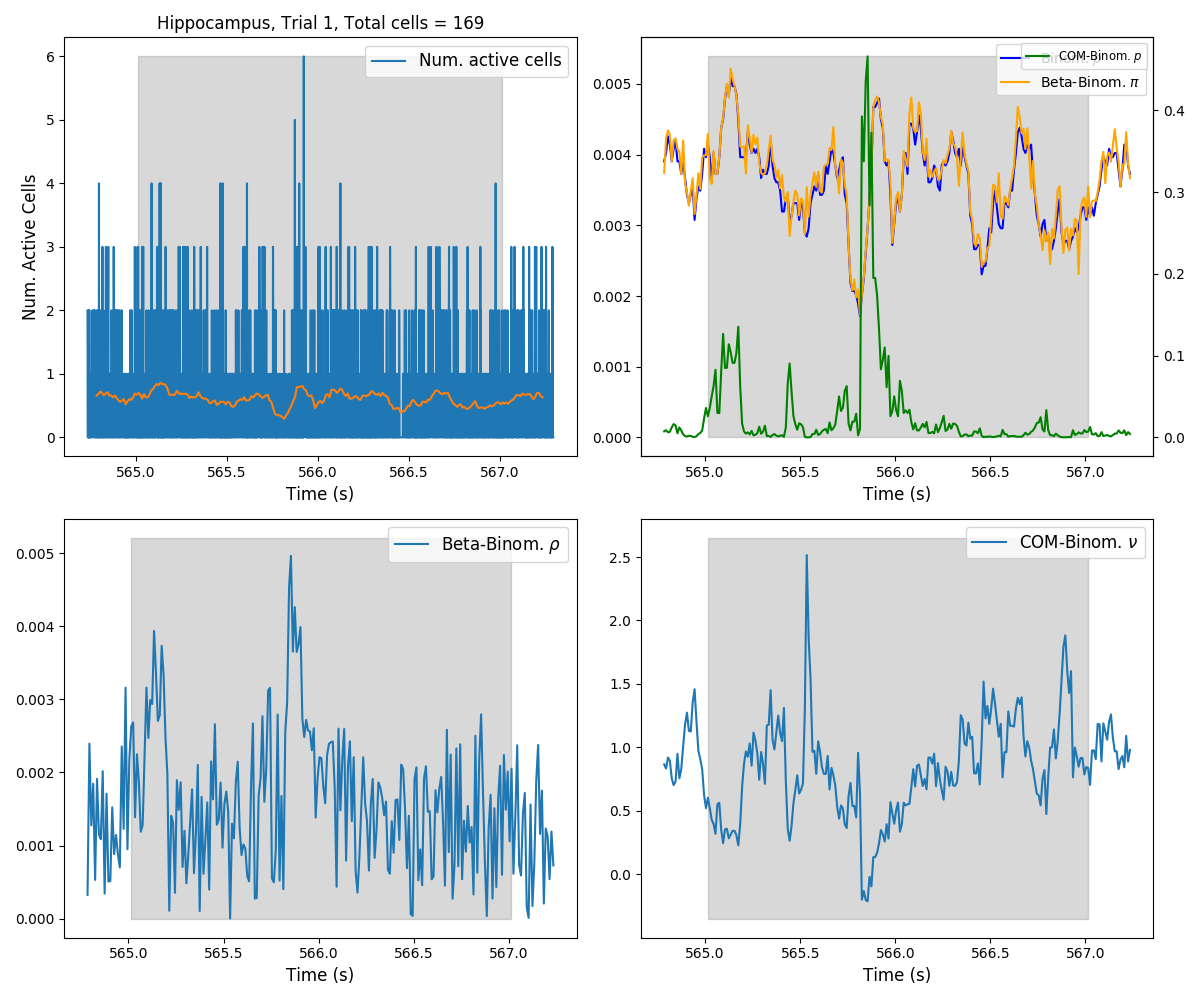 Hippocampus, Trial 1, Total cells = 169
Num. active cells
Num. Active Cells
6
5
4
3
2
1
0
565.0 565.5 566.0 566.5 567.0
Time (s)
COM-Binom. p
Beta-Binom. π
0.005
0.004
0.003
0.002
0.001
0.000
0.4
0.3
0.2
0.1
0.0
565.0 565.5 566.0 566.5 567.0
Time (s)
Beta-Binom. ρ
0.005
0.004
0.003
0.002
0.001
0.000
565.0 565.5 566.0 566.5 567.0
Time (s)
COM-Binom. ν
2.5
2.0
1.5
1.0
0.5
0.0
565.0 565.5 566.0 566.5 567.0
Time (s)